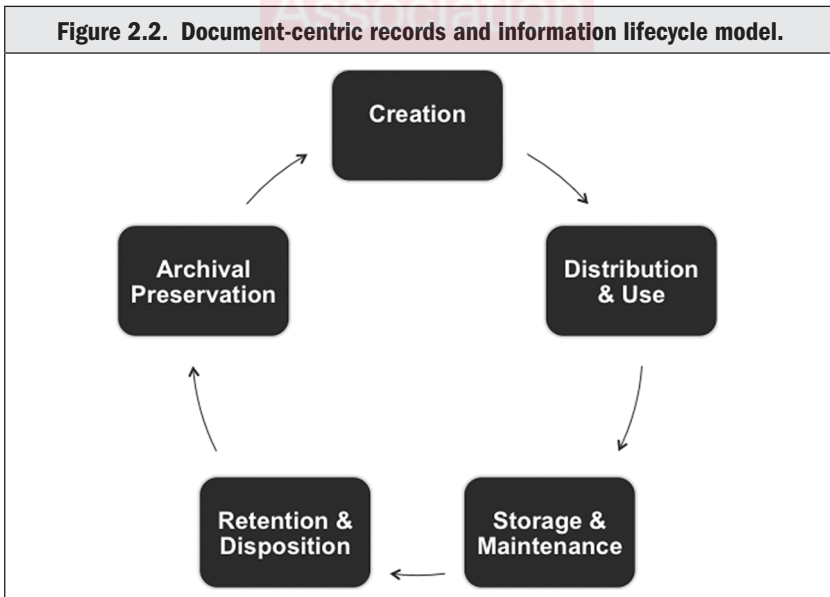 Association
Figure 2.2. Document-centric records and information lifecycle model.
Creation
Distribution
& Use
Storage &
Maintenance
Retention &
Disposition
Archival
Preservation